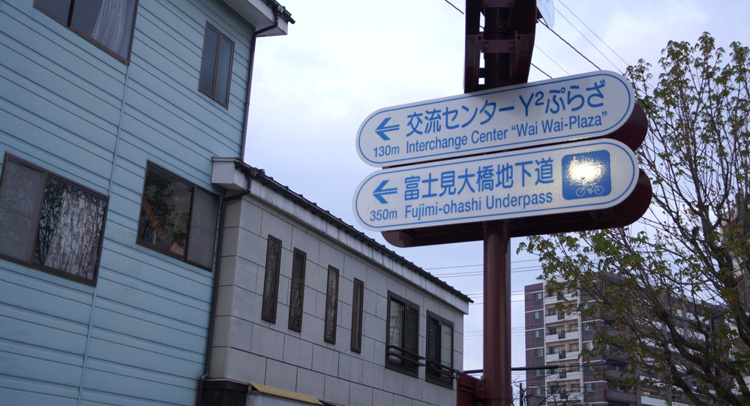 交流センターY²ぷらざ
130m Interchange Center "Wai Wai-Plaza"
富士見大橋地下道
350m Fujimi-ohashi Underpass